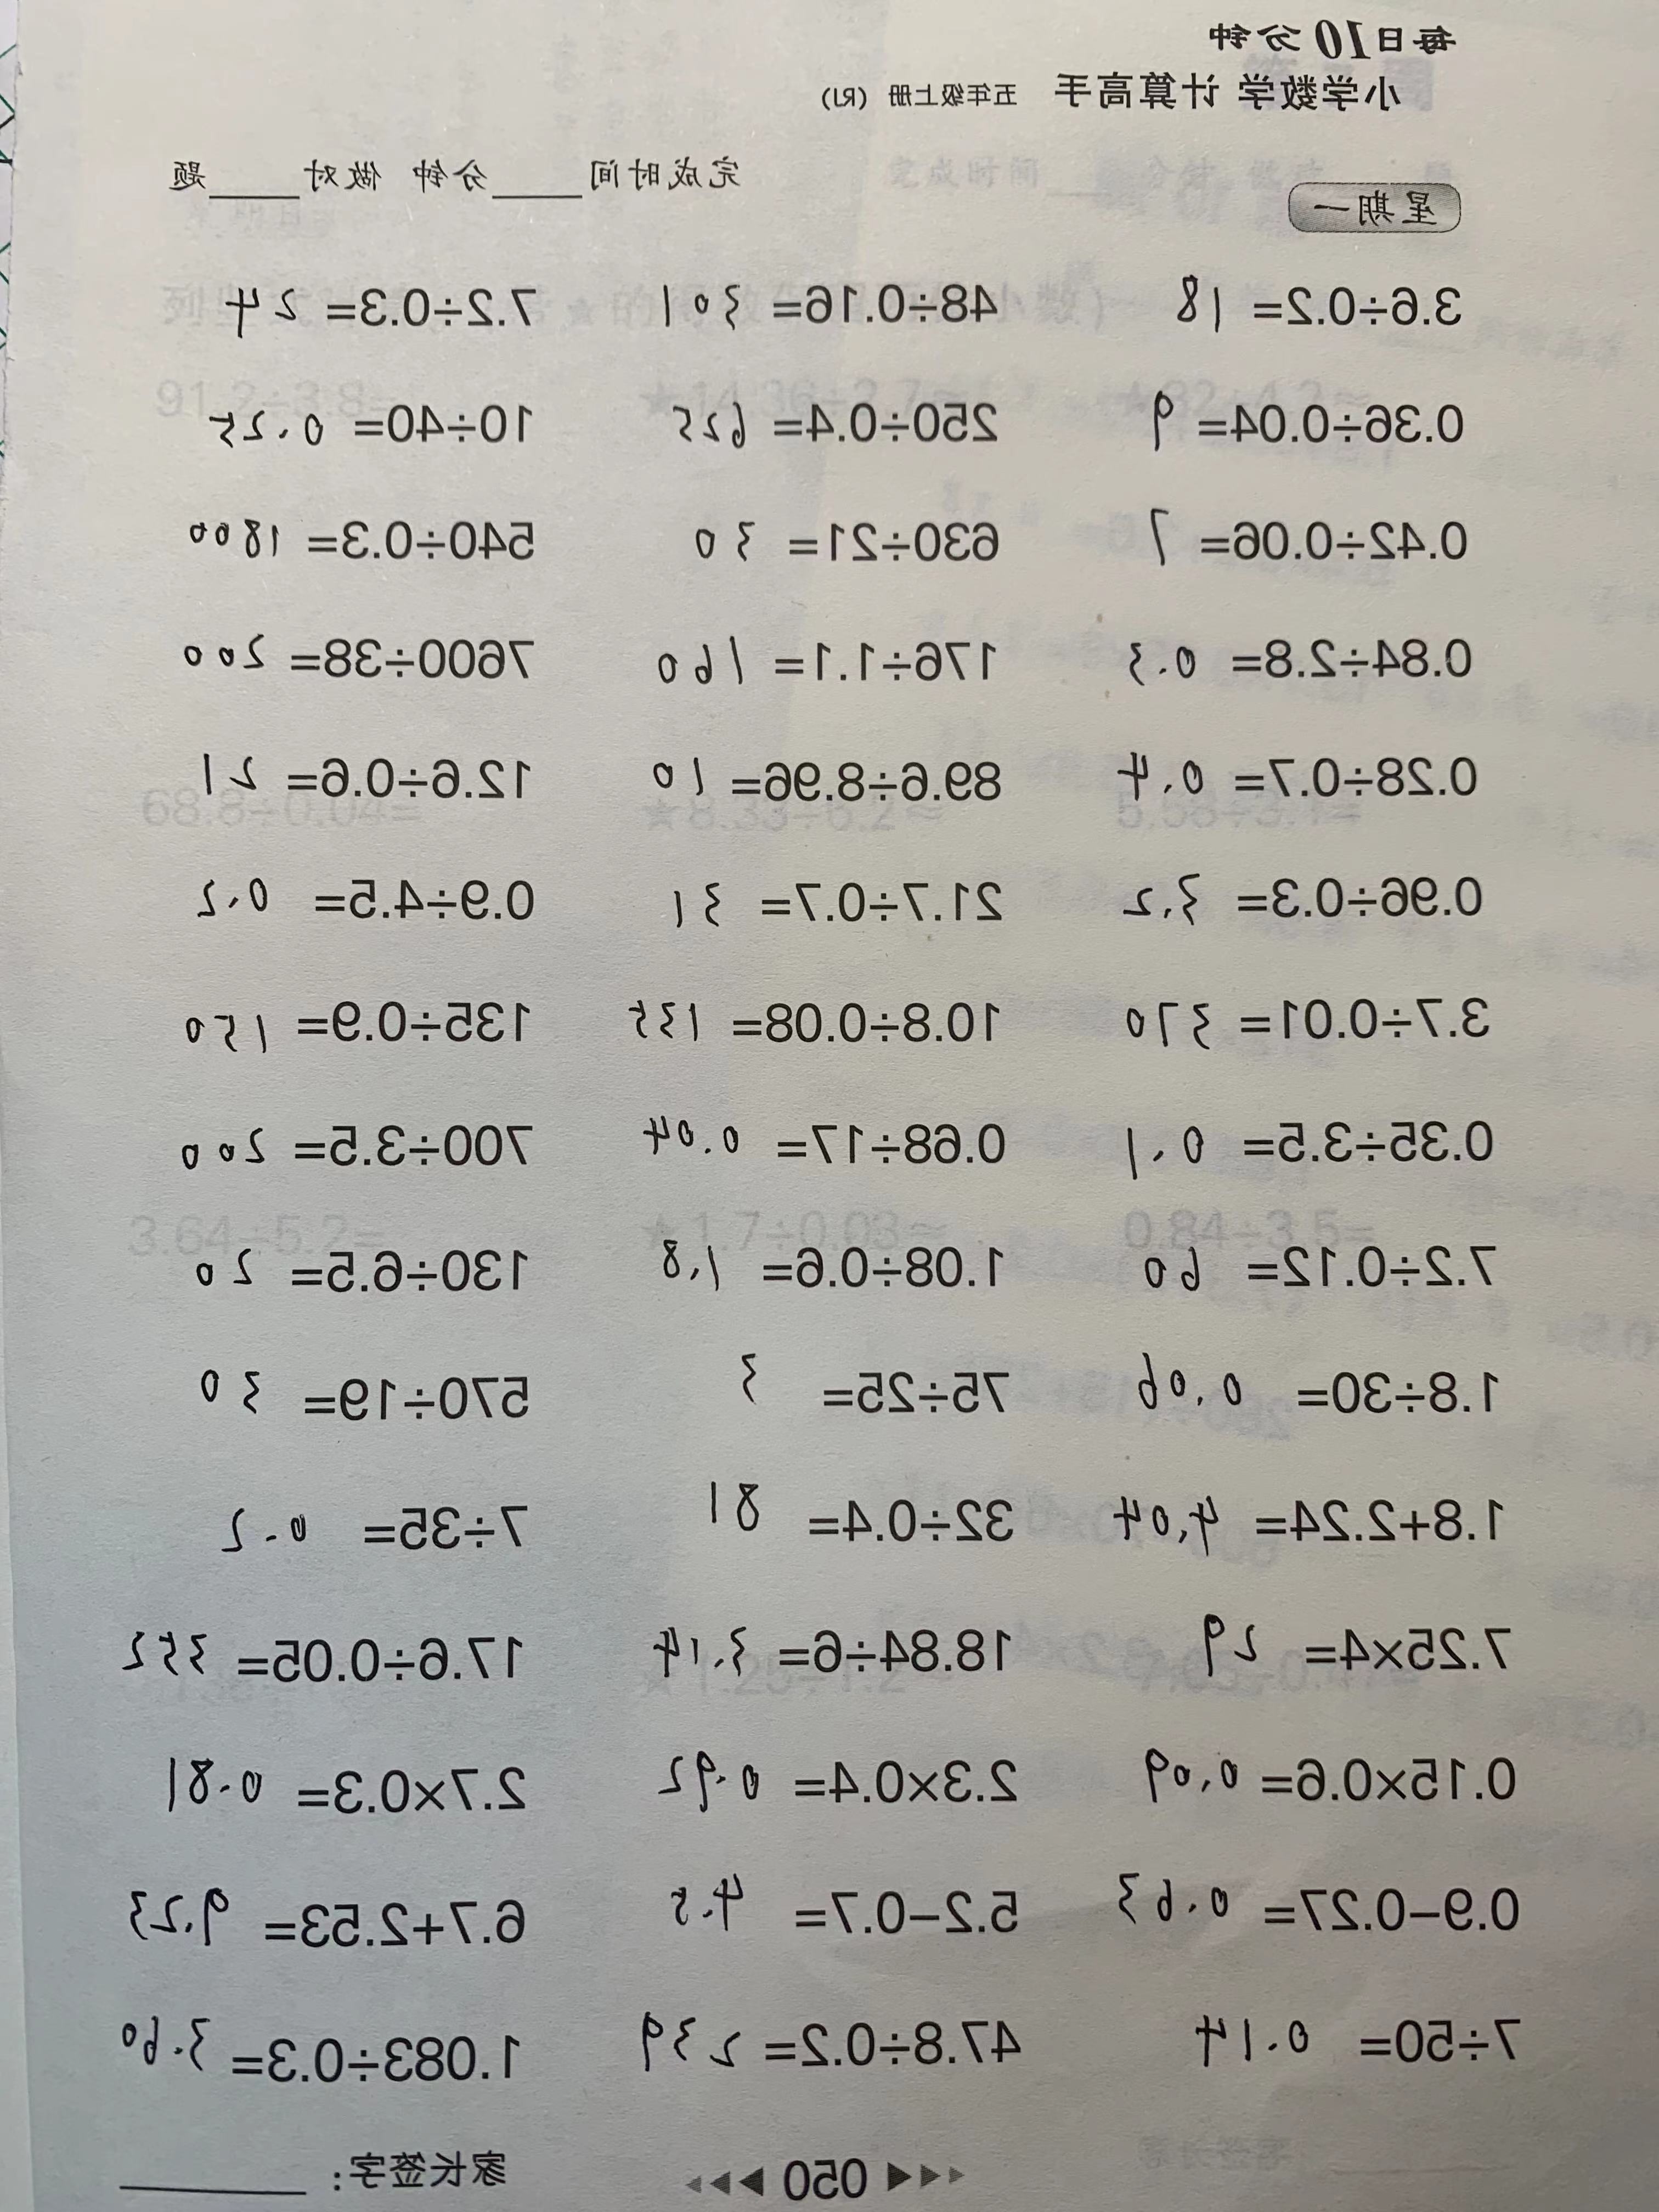 每日10分钟
小学数学 计算高手 五年级上册 (RJ)
星期一 完成时间____分钟 做对____题
3.6÷0.2= 18 48÷0.16= 301 7.2÷0.3= 24
0.36÷0.04= 9 250÷0.4= 625 10÷40= 0.25
0.42÷0.06= 7 630÷21= 30 540÷0.3= 1800
0.84÷2.8= 0.3 176÷1.1= 160 7600÷38= 200
0.28÷0.7= 0.4 89.6÷8.96= 10 12.6÷0.6= 21
0.96÷0.3= 3.2 21.7÷0.7= 31 0.9÷4.5= 0.2
3.7÷0.01= 370 10.8÷0.08= 135 135÷0.9= 150
0.35÷3.5= 0.1 0.68÷17= 0.04 700÷3.5= 200
7.2÷0.12= 60 1.08÷0.6= 1.8 130÷6.5= 20
1.8÷30= 0.06 75÷25= 3 570÷19= 30
1.8+2.24= 4.04 32÷0.4= 81 7÷35= 0.2
7.25×4= 29 18.84÷6= 3.14 17.6÷0.05= 352
0.15×0.6= 0.09 2.3×0.4= 0.92 2.7×0.3= 0.81
0.9−0.27= 0.63 5.2−0.7= 4.5 6.7+2.53= 9.23
7÷50= 0.14 47.8÷0.2= 239 1.083÷0.3= 3.60
050 家长签字：________